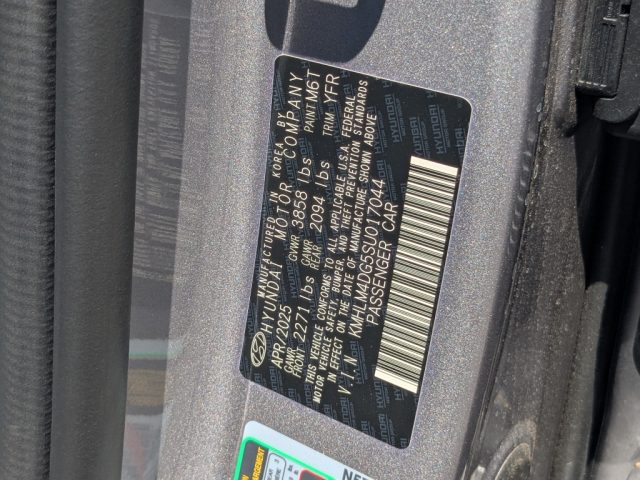 MANUFACTURED IN KOREA BY
HYUNDAI MOTOR COMPANY
APR/2025 GVWR 3858 lbs PAINT M6T
GAWR FRONT 2271 lbs GAWR REAR 2094 lbs TRIM YFR
THIS VEHICLE CONFORMS TO ALL APPLICABLE U.S.A. FEDERAL
MOTOR VEHICLE SAFETY, BUMPER, AND THEFT PREVENTION STANDARDS
IN EFFECT ON THE DATE OF MANUFACTURE SHOWN ABOVE
V.I.N KMHLM4DG5SU017044
PASSENGER CAR